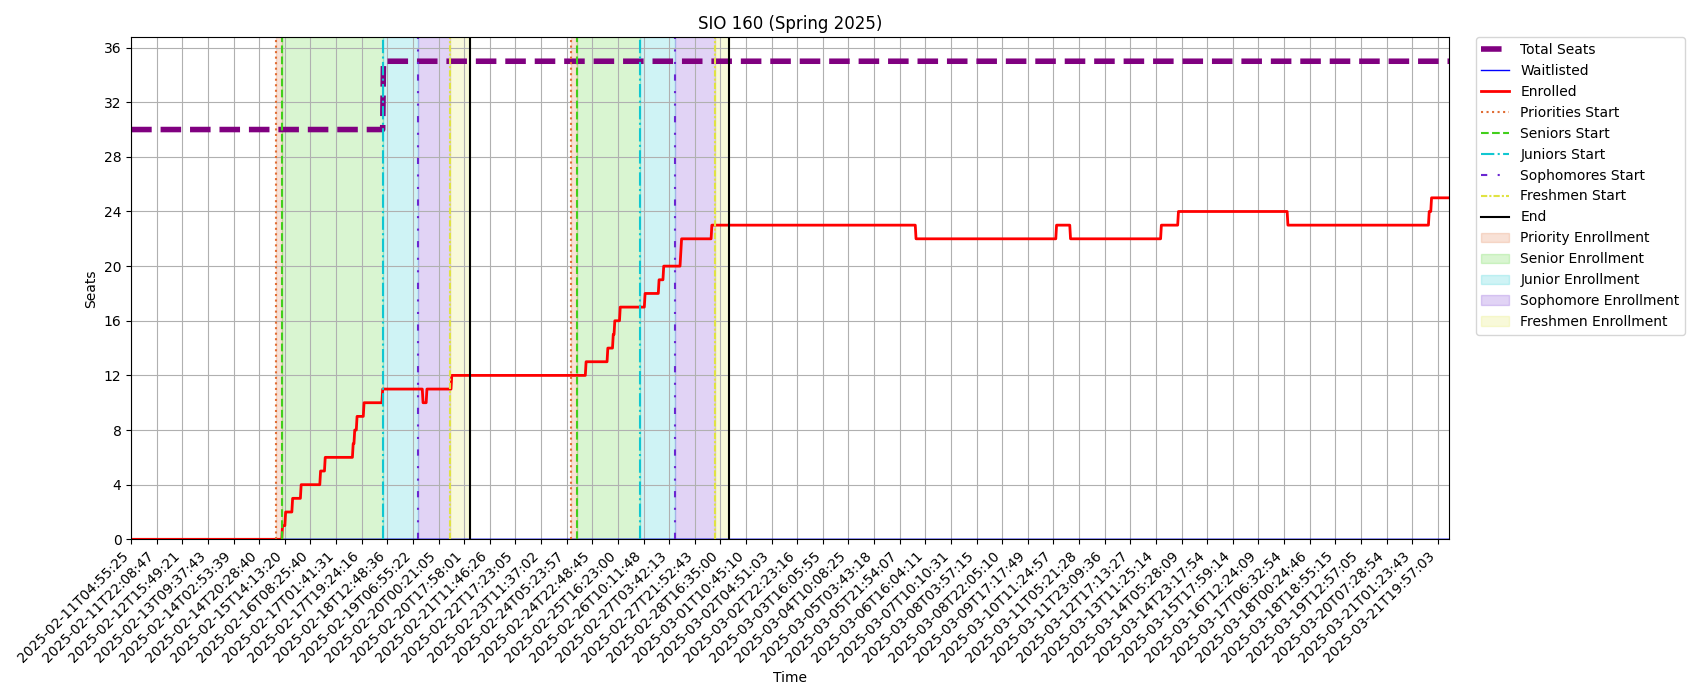 SIO 160 (Spring 2025)
Seats
36
32
28
24
20
16
12
8
4
0
2025-02-11T04:55:25
2025-02-11T22:08:47
2025-02-12T15:49:21
2025-02-13T09:37:43
2025-02-14T02:53:39
2025-02-14T20:28:40
2025-02-15T14:13:20
2025-02-16T08:25:40
2025-02-17T01:41:31
2025-02-17T19:24:16
2025-02-18T12:48:36
2025-02-19T06:55:22
2025-02-20T00:21:05
2025-02-20T17:58:01
2025-02-21T11:46:26
2025-02-22T17:23:05
2025-02-23T11:37:02
2025-02-24T05:23:57
2025-02-24T22:48:45
2025-02-25T16:23:00
2025-02-26T10:11:48
2025-02-27T03:42:13
2025-02-27T21:52:43
2025-02-28T16:35:00
2025-03-01T10:45:10
2025-03-02T04:51:03
2025-03-02T22:23:16
2025-03-03T16:05:55
2025-03-04T10:08:25
2025-03-05T03:43:18
2025-03-05T21:54:07
2025-03-06T16:04:11
2025-03-07T10:10:31
2025-03-08T03:57:15
2025-03-08T22:05:10
2025-03-09T17:17:49
2025-03-10T11:24:57
2025-03-11T05:21:28
2025-03-11T23:09:36
2025-03-12T17:13:27
2025-03-13T11:25:14
2025-03-14T05:28:09
2025-03-14T23:17:54
2025-03-15T17:59:14
2025-03-16T12:24:09
2025-03-17T06:32:54
2025-03-18T00:24:46
2025-03-18T18:55:15
2025-03-19T12:57:05
2025-03-20T07:28:54
2025-03-21T01:23:43
2025-03-21T19:57:03
Time
Total Seats
Waitlisted
Enrolled
Priorities Start
Seniors Start
Juniors Start
Sophomores Start
Freshmen Start
End
Priority Enrollment
Senior Enrollment
Junior Enrollment
Sophomore Enrollment
Freshmen Enrollment